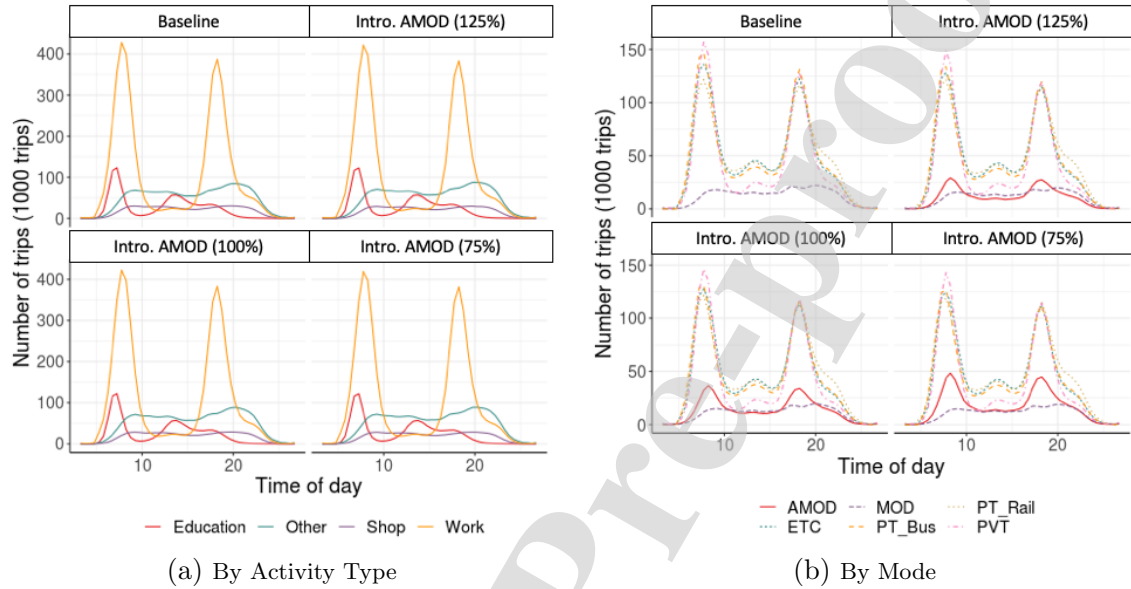 Baseline
Intro. AMOD (125%)
400
300
200
100
0
Intro. AMOD (100%)
Intro. AMOD (75%)
400
300
200
100
0
10
20
10
20
Number of trips (1000 trips)
Time of day
Education
Other
Shop
Work
(a) By Activity Type
Baseline
Intro. AMOD (125%)
150
100
50
0
Intro. AMOD (100%)
Intro. AMOD (75%)
150
100
50
0
10
20
10
20
Number of trips (1000 trips)
Time of day
AMOD
MOD
PT_Rail
ETC
PT_Bus
PVT
(b) By Mode
pre-proo